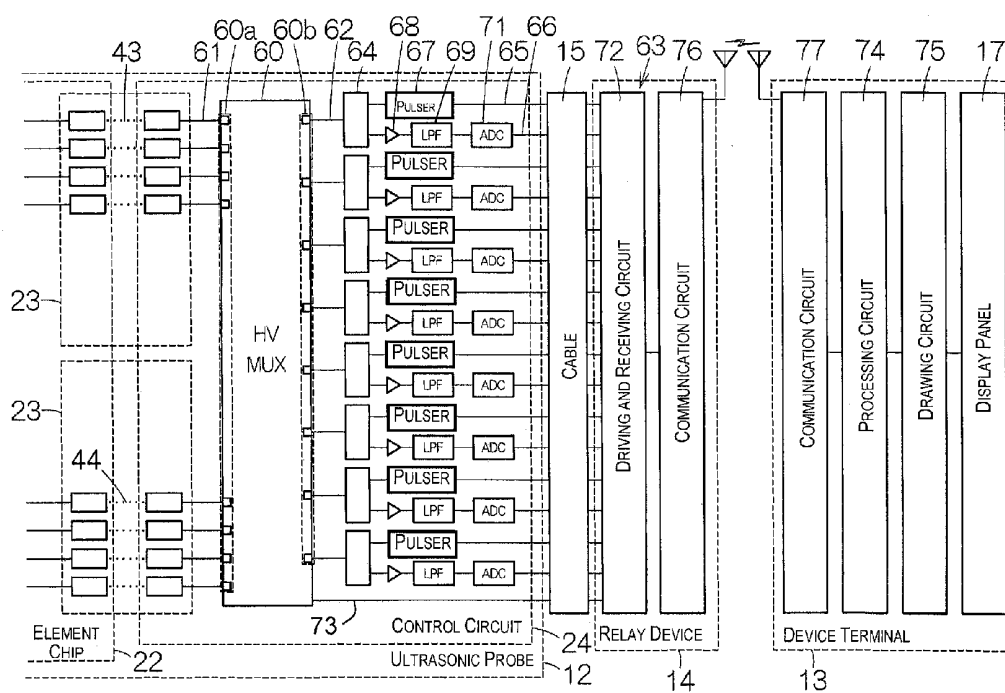 43 61 60a 60 60b 62 64 68 67 69 71 65 66 15 72 63 76 77 74 75 17
PULSER
LPF ADC
PULSER
LPF ADC
PULSER
LPF ADC
PULSER
LPF ADC
PULSER
LPF ADC
PULSER
LPF ADC
PULSER
LPF ADC
PULSER
LPF ADC
23
23
44
HV
MUX
CABLE
DRIVING AND RECEIVING CIRCUIT
COMMUNICATION CIRCUIT
COMMUNICATION CIRCUIT
PROCESSING CIRCUIT
DRAWING CIRCUIT
DISPLAY PANEL
73
ELEMENT
CHIP
22
CONTROL CIRCUIT
24
ULTRASONIC PROBE
12
RELAY DEVICE
14
DEVICE TERMINAL
13